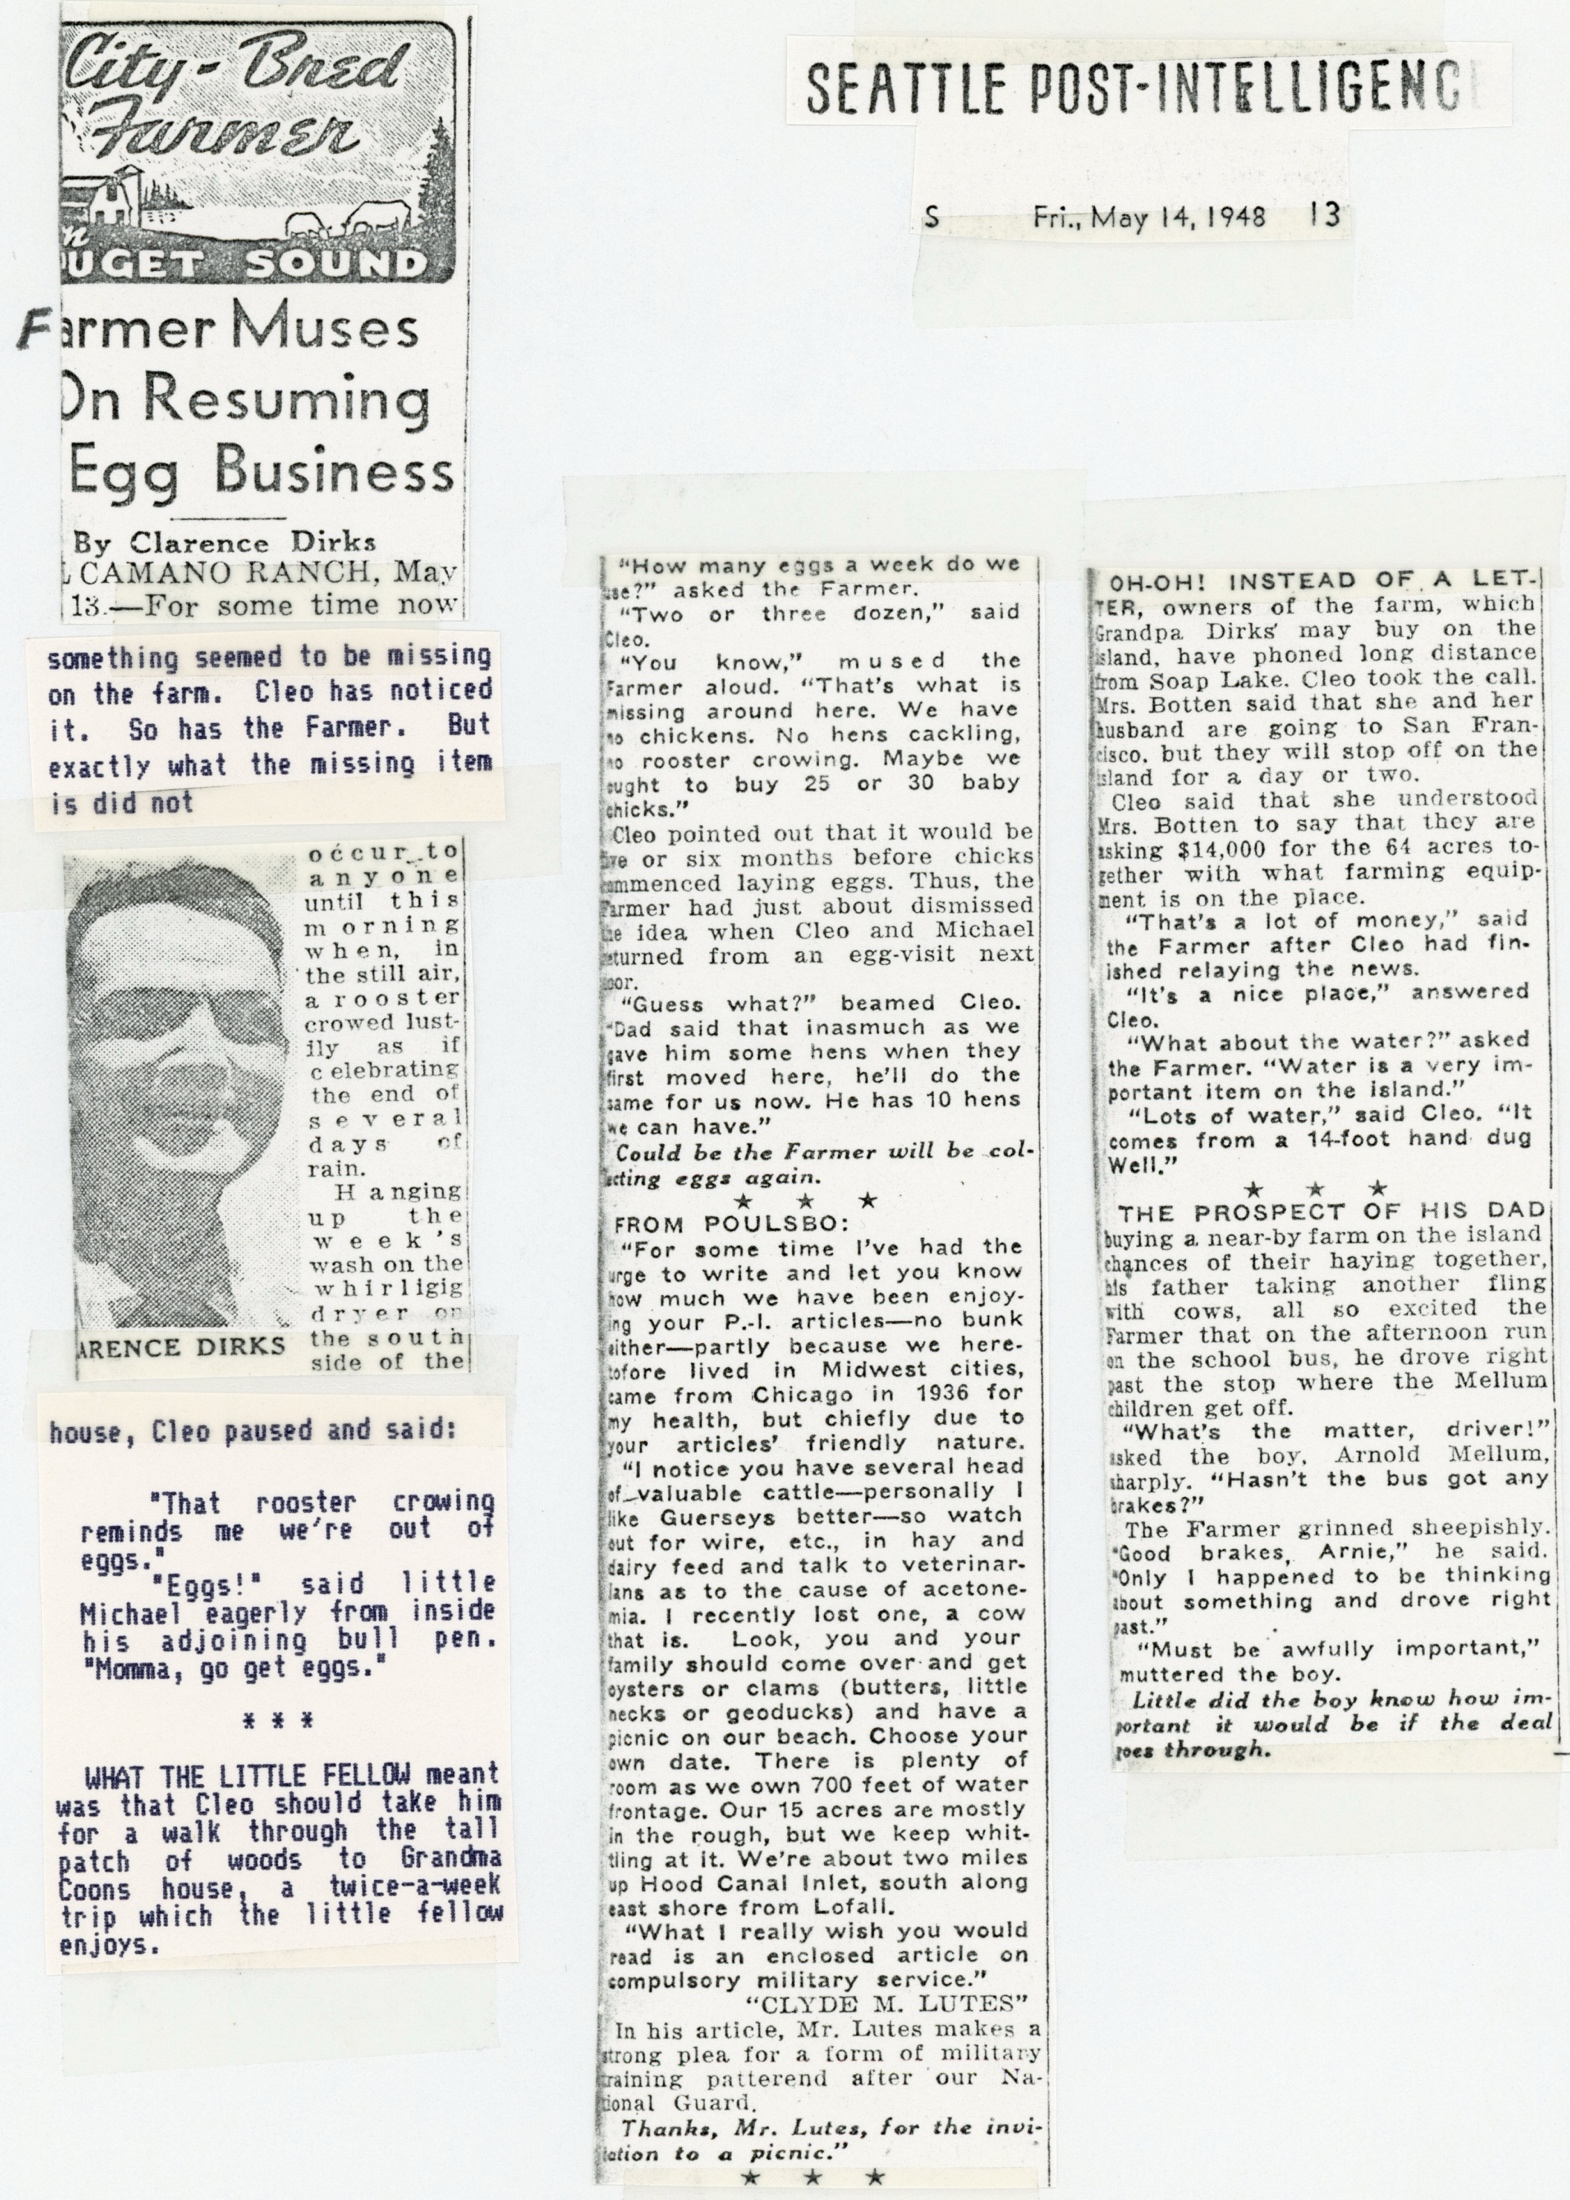 City-Bred
Farmer
UGET SOUND
Farmer Muses
On Resuming
Egg Business
By Clarence Dirks
CAMANO RANCH, May
13.—For some time now
something seemed to be missing
on the farm. Cleo has noticed
it. So has the Farmer. But
exactly what the missing item
is did not
occur to
anyone
until this
morning
when, in
the still air,
a rooster
crowed lust-
ily as if
celebrating
the end of
several
days of
rain.
Hanging
up the
week's
wash on the
whirligig
dryer on
the south
side of the
ARENCE DIRKS
house, Cleo paused and said:
"That rooster crowing
reminds me we're out of
eggs."
"Eggs!" said little
Michael eagerly from inside
his adjoining bull pen.
"Momma, go get eggs."
* * *
WHAT THE LITTLE FELLOW meant
was that Cleo should take him
for a walk through the tall
patch of woods to Grandma
Coons house, a twice-a-week
trip which the little fellow
enjoys.
SEATTLE POST-INTELLIGENC
S Fri., May 14, 1948 13
"How many eggs a week do we
use?" asked the Farmer.
"Two or three dozen," said
Cleo.
"You know," mused the
Farmer aloud. "That's what is
missing around here. We have
no chickens. No hens cackling,
no rooster crowing. Maybe we
ought to buy 25 or 30 baby
chicks."
Cleo pointed out that it would be
five or six months before chicks
commenced laying eggs. Thus, the
Farmer had just about dismissed
the idea when Cleo and Michael
returned from an egg-visit next
door.
"Guess what?" beamed Cleo.
"Dad said that inasmuch as we
gave him some hens when they
first moved here, he'll do the
same for us now. He has 10 hens
we can have."
Could be the Farmer will be col-
lecting eggs again.
★ ★ ★
FROM POULSBO:
"For some time I've had the
urge to write and let you know
how much we have been enjoy-
ing your P.-I. articles—no bunk
either—partly because we here-
tofore lived in Midwest cities,
came from Chicago in 1936 for
my health, but chiefly due to
your articles' friendly nature.
"I notice you have several head
of valuable cattle—personally I
like Guerseys better—so watch
out for wire, etc., in hay and
dairy feed and talk to veterinar-
ians as to the cause of acetone-
mia. I recently lost one, a cow
that is. Look, you and your
family should come over and get
oysters or clams (butters, little
necks or geoducks) and have a
picnic on our beach. Choose your
own date. There is plenty of
room as we own 700 feet of water
frontage. Our 15 acres are mostly
in the rough, but we keep whit-
tling at it. We're about two miles
up Hood Canal Inlet, south along
east shore from Lofall.
"What I really wish you would
read is an enclosed article on
compulsory military service."
"CLYDE M. LUTES"
In his article, Mr. Lutes makes a
strong plea for a form of military
training patterend after our Na-
tional Guard.
Thanks, Mr. Lutes, for the invi-
tation to a picnic."
★ ★ ★
OH-OH! INSTEAD OF A LET-
TER, owners of the farm, which
Grandpa Dirks' may buy on the
island, have phoned long distance
from Soap Lake. Cleo took the call.
Mrs. Botten said that she and her
husband are going to San Fran-
cisco, but they will stop off on the
island for a day or two.
Cleo said that she understood
Mrs. Botten to say that they are
asking $14,000 for the 64 acres to-
gether with what farming equip-
ment is on the place.
"That's a lot of money," said
the Farmer after Cleo had fin-
ished relaying the news.
"It's a nice place," answered
Cleo.
"What about the water?" asked
the Farmer. "Water is a very im-
portant item on the island."
"Lots of water," said Cleo. "It
comes from a 14-foot hand dug
Well."
★ ★ ★
THE PROSPECT OF HIS DAD
buying a near-by farm on the island
chances of their haying together,
his father taking another fling
with cows, all so excited the
Farmer that on the afternoon run
on the school bus, he drove right
past the stop where the Mellum
children get off.
"What's the matter, driver!"
asked the boy, Arnold Mellum,
sharply. "Hasn't the bus got any
brakes?"
The Farmer grinned sheepishly.
"Good brakes, Arnie," he said.
"Only I happened to be thinking
about something and drove right
past."
"Must be awfully important,"
muttered the boy.
Little did the boy know how im-
portant it would be if the deal
goes through.